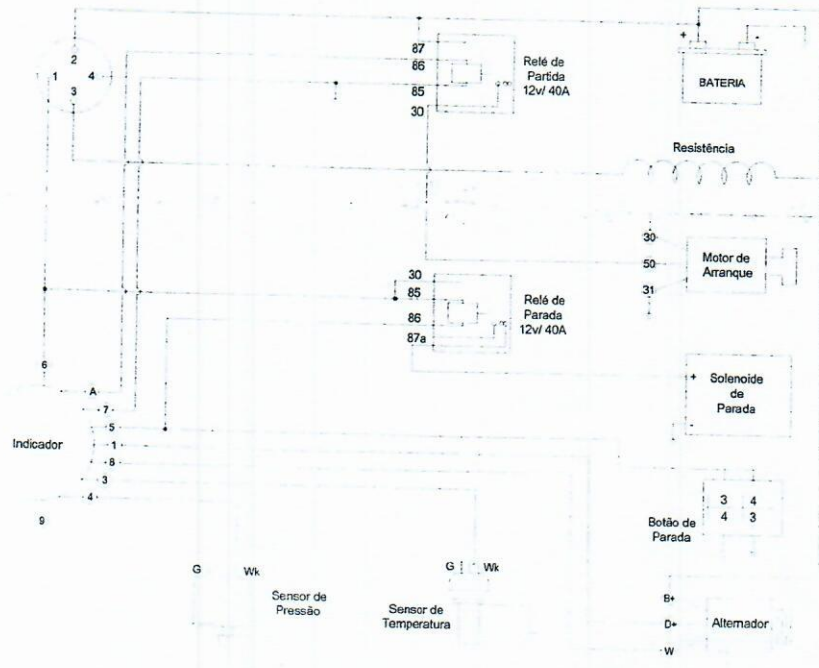 2
1
4
3
87
86
85
30
Relé de
Partida
12v/ 40A
+
-
BATERIA
Resistência
30
50
31
Motor de
Arranque
30
85
86
87a
Relé de
Parada
12v/ 40A
+
-
Solenoide
de
Parada
6
A
7
5
1
8
3
4
Indicador
9
3 4
4 3
Botão de
Parada
G
Wk
Sensor de
Pressão
G
Wk
Sensor de
Temperatura
B+
D+
W
Alternador